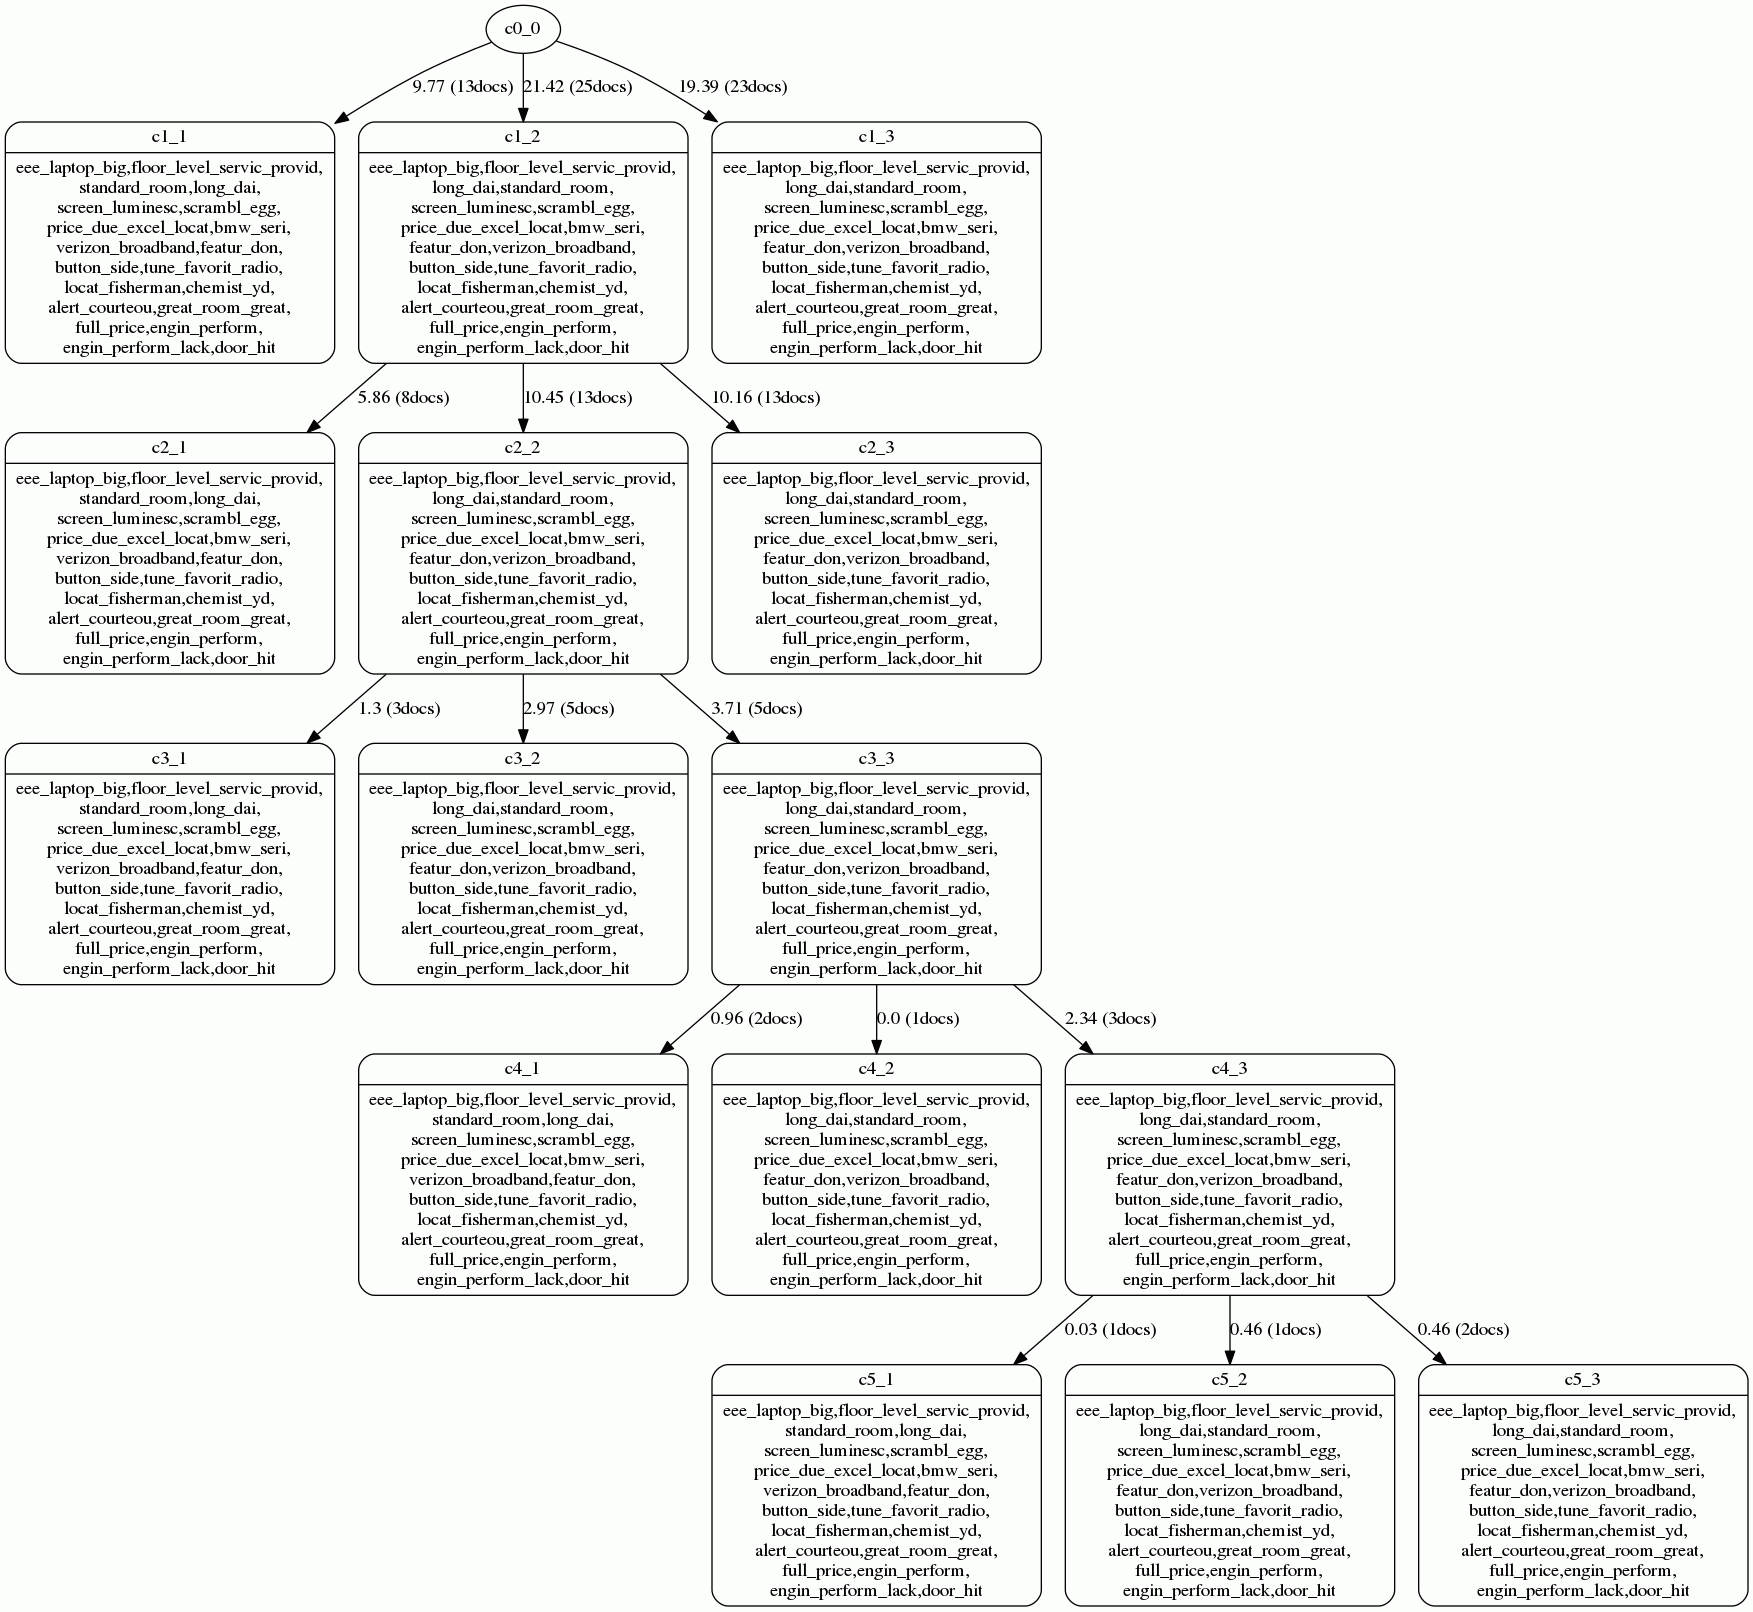 c0_0
9.77 (13docs)
21.42 (25docs)
19.39 (23docs)
c1_1
eee_laptop_big,floor_level_servic_provid,
standard_room,long_dai,
screen_luminesc,scrambl_egg,
price_due_excel_locat,bmw_seri,
verizon_broadband,featur_don,
button_side,tune_favorit_radio,
locat_fisherman,chemist_yd,
alert_courteou,great_room_great,
full_price,engin_perform,
engin_perform_lack,door_hit
c1_2
eee_laptop_big,floor_level_servic_provid,
long_dai,standard_room,
screen_luminesc,scrambl_egg,
price_due_excel_locat,bmw_seri,
featur_don,verizon_broadband,
button_side,tune_favorit_radio,
locat_fisherman,chemist_yd,
alert_courteou,great_room_great,
full_price,engin_perform,
engin_perform_lack,door_hit
c1_3
eee_laptop_big,floor_level_servic_provid,
long_dai,standard_room,
screen_luminesc,scrambl_egg,
price_due_excel_locat,bmw_seri,
featur_don,verizon_broadband,
button_side,tune_favorit_radio,
locat_fisherman,chemist_yd,
alert_courteou,great_room_great,
full_price,engin_perform,
engin_perform_lack,door_hit
5.86 (8docs)
10.45 (13docs)
10.16 (13docs)
c2_1
eee_laptop_big,floor_level_servic_provid,
standard_room,long_dai,
screen_luminesc,scrambl_egg,
price_due_excel_locat,bmw_seri,
verizon_broadband,featur_don,
button_side,tune_favorit_radio,
locat_fisherman,chemist_yd,
alert_courteou,great_room_great,
full_price,engin_perform,
engin_perform_lack,door_hit
c2_2
eee_laptop_big,floor_level_servic_provid,
long_dai,standard_room,
screen_luminesc,scrambl_egg,
price_due_excel_locat,bmw_seri,
featur_don,verizon_broadband,
button_side,tune_favorit_radio,
locat_fisherman,chemist_yd,
alert_courteou,great_room_great,
full_price,engin_perform,
engin_perform_lack,door_hit
c2_3
eee_laptop_big,floor_level_servic_provid,
long_dai,standard_room,
screen_luminesc,scrambl_egg,
price_due_excel_locat,bmw_seri,
featur_don,verizon_broadband,
button_side,tune_favorit_radio,
locat_fisherman,chemist_yd,
alert_courteou,great_room_great,
full_price,engin_perform,
engin_perform_lack,door_hit
1.3 (3docs)
2.97 (5docs)
3.71 (5docs)
c3_1
eee_laptop_big,floor_level_servic_provid,
standard_room,long_dai,
screen_luminesc,scrambl_egg,
price_due_excel_locat,bmw_seri,
verizon_broadband,featur_don,
button_side,tune_favorit_radio,
locat_fisherman,chemist_yd,
alert_courteou,great_room_great,
full_price,engin_perform,
engin_perform_lack,door_hit
c3_2
eee_laptop_big,floor_level_servic_provid,
long_dai,standard_room,
screen_luminesc,scrambl_egg,
price_due_excel_locat,bmw_seri,
featur_don,verizon_broadband,
button_side,tune_favorit_radio,
locat_fisherman,chemist_yd,
alert_courteou,great_room_great,
full_price,engin_perform,
engin_perform_lack,door_hit
c3_3
eee_laptop_big,floor_level_servic_provid,
long_dai,standard_room,
screen_luminesc,scrambl_egg,
price_due_excel_locat,bmw_seri,
featur_don,verizon_broadband,
button_side,tune_favorit_radio,
locat_fisherman,chemist_yd,
alert_courteou,great_room_great,
full_price,engin_perform,
engin_perform_lack,door_hit
0.96 (2docs)
0.0 (1docs)
2.34 (3docs)
c4_1
eee_laptop_big,floor_level_servic_provid,
standard_room,long_dai,
screen_luminesc,scrambl_egg,
price_due_excel_locat,bmw_seri,
verizon_broadband,featur_don,
button_side,tune_favorit_radio,
locat_fisherman,chemist_yd,
alert_courteou,great_room_great,
full_price,engin_perform,
engin_perform_lack,door_hit
c4_2
eee_laptop_big,floor_level_servic_provid,
long_dai,standard_room,
screen_luminesc,scrambl_egg,
price_due_excel_locat,bmw_seri,
featur_don,verizon_broadband,
button_side,tune_favorit_radio,
locat_fisherman,chemist_yd,
alert_courteou,great_room_great,
full_price,engin_perform,
engin_perform_lack,door_hit
c4_3
eee_laptop_big,floor_level_servic_provid,
long_dai,standard_room,
screen_luminesc,scrambl_egg,
price_due_excel_locat,bmw_seri,
featur_don,verizon_broadband,
button_side,tune_favorit_radio,
locat_fisherman,chemist_yd,
alert_courteou,great_room_great,
full_price,engin_perform,
engin_perform_lack,door_hit
0.03 (1docs)
0.46 (1docs)
0.46 (2docs)
c5_1
eee_laptop_big,floor_level_servic_provid,
standard_room,long_dai,
screen_luminesc,scrambl_egg,
price_due_excel_locat,bmw_seri,
verizon_broadband,featur_don,
button_side,tune_favorit_radio,
locat_fisherman,chemist_yd,
alert_courteou,great_room_great,
full_price,engin_perform,
engin_perform_lack,door_hit
c5_2
eee_laptop_big,floor_level_servic_provid,
long_dai,standard_room,
screen_luminesc,scrambl_egg,
price_due_excel_locat,bmw_seri,
featur_don,verizon_broadband,
button_side,tune_favorit_radio,
locat_fisherman,chemist_yd,
alert_courteou,great_room_great,
full_price,engin_perform,
engin_perform_lack,door_hit
c5_3
eee_laptop_big,floor_level_servic_provid,
long_dai,standard_room,
screen_luminesc,scrambl_egg,
price_due_excel_locat,bmw_seri,
featur_don,verizon_broadband,
button_side,tune_favorit_radio,
locat_fisherman,chemist_yd,
alert_courteou,great_room_great,
full_price,engin_perform,
engin_perform_lack,door_hit